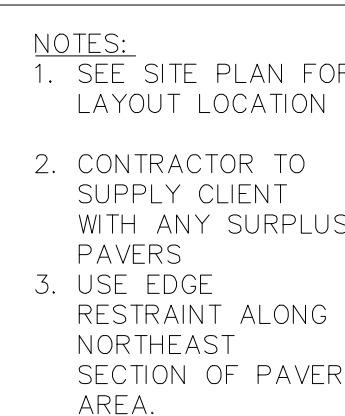 NOTES:
1. SEE SITE PLAN FOR
LAYOUT LOCATION
2. CONTRACTOR TO
SUPPLY CLIENT
WITH ANY SURPLUS
PAVERS
3. USE EDGE
RESTRAINT ALONG
NORTHEAST
SECTION OF PAVER
AREA.